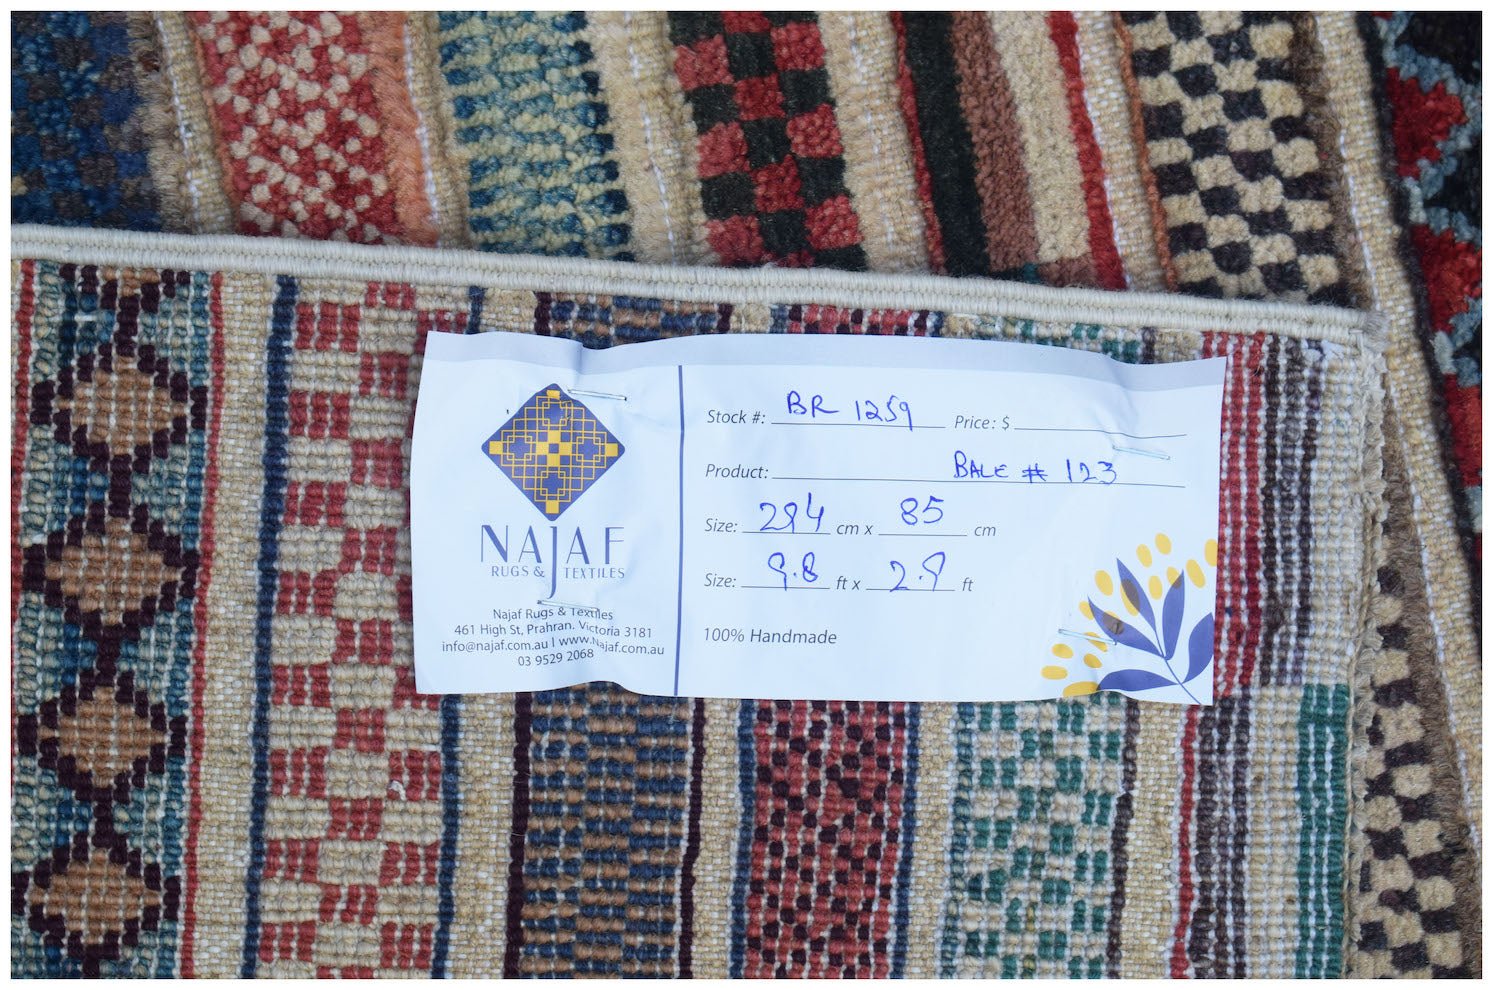 NAJAF
RUGS & TEXTILES
Najaf Rugs & Textiles
461 High St, Prahran. Victoria 3181
info@najaf.com.au | www.Najaf.com.au
03 9529 2068
Stock #: BR 1259 Price: $
Product: BALE # 123
Size: 294 cm x 85 cm
Size: 9.8 ft x 2.9 ft
100% Handmade